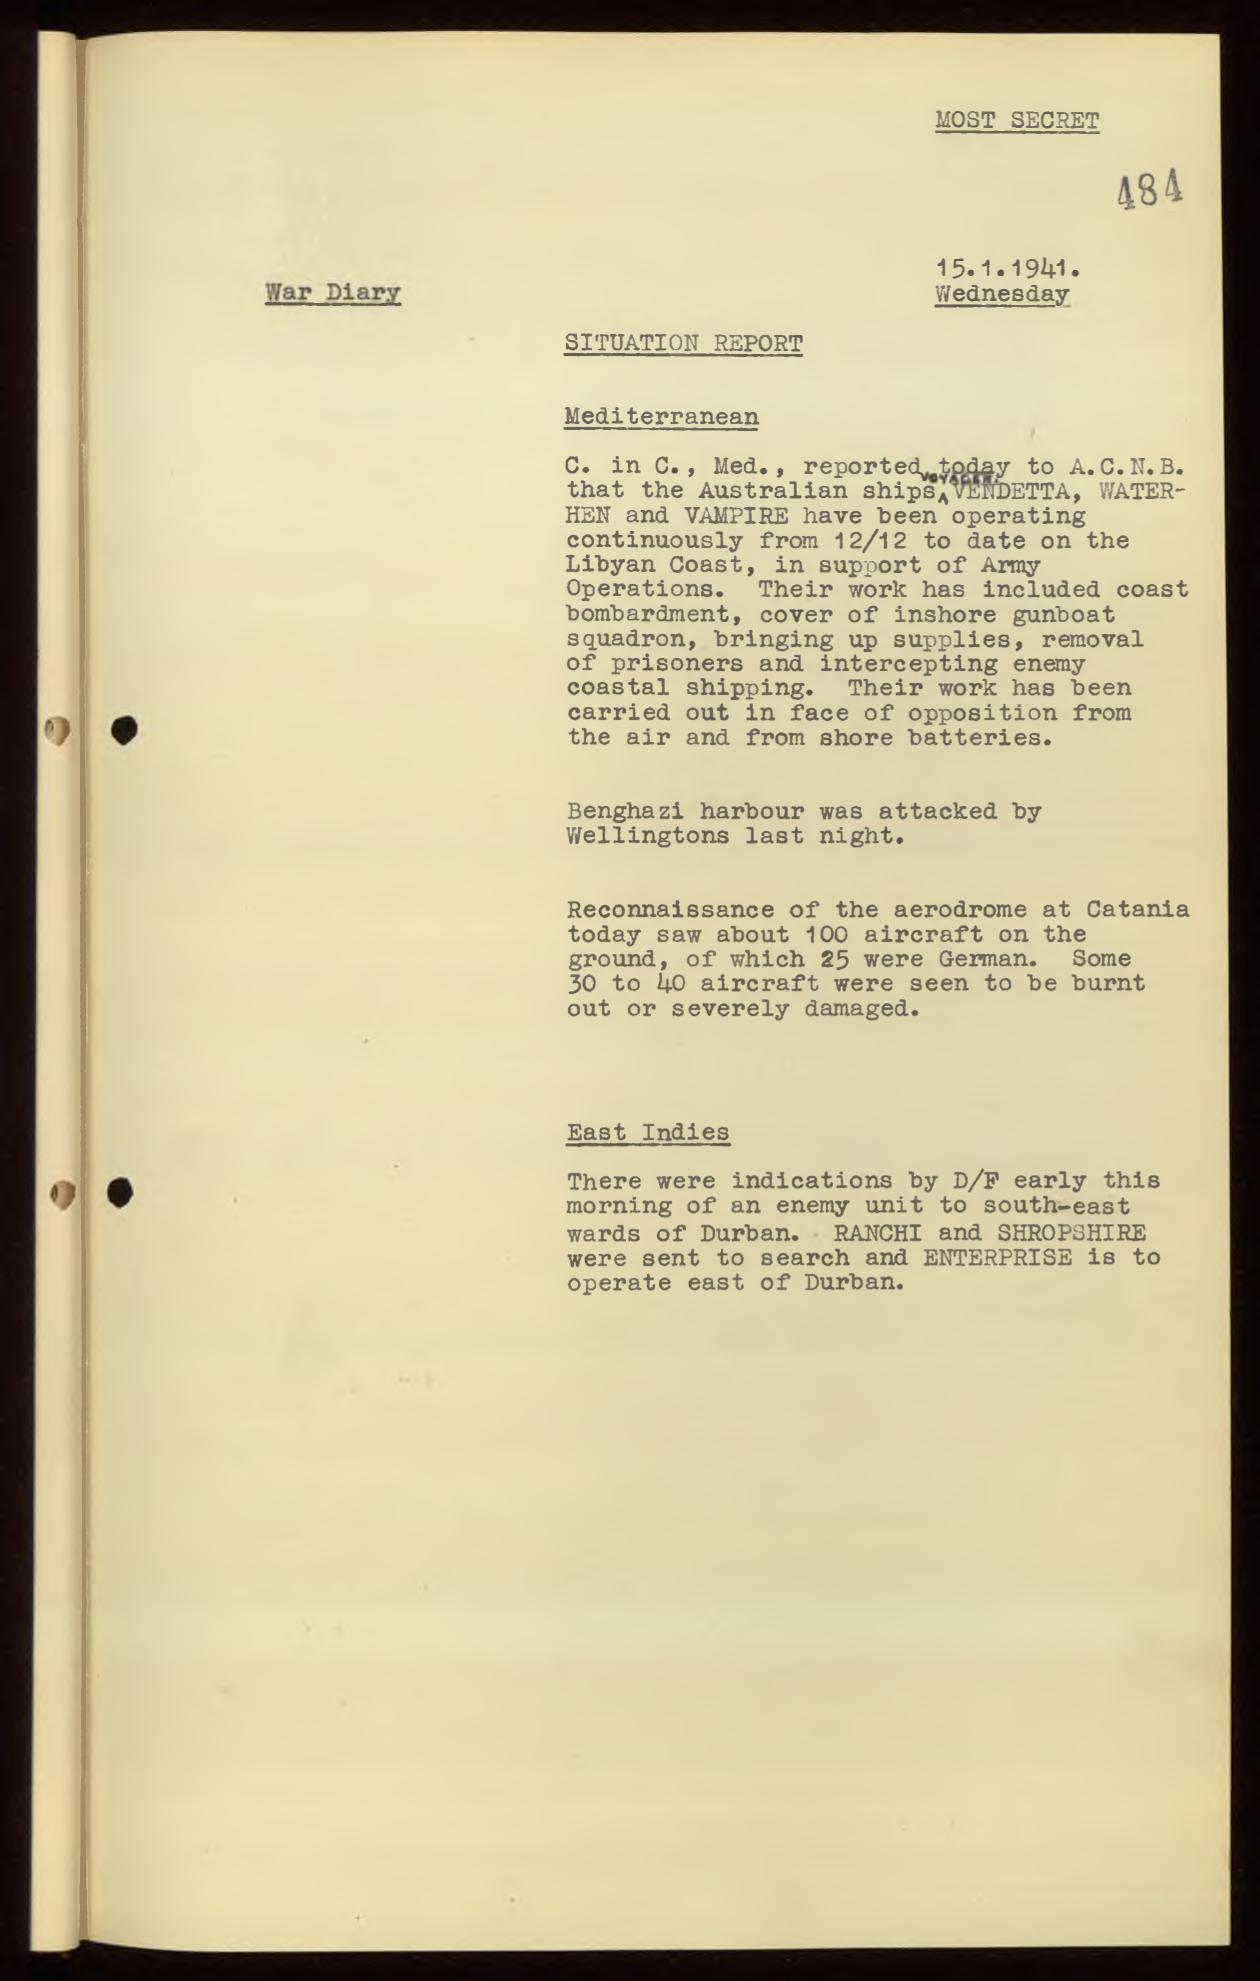 MOST SECRET
484
15.1.1941.
War Diary
Wednesday
SITUATION REPORT
Mediterranean
C. in C., Med., reported today to A.C.N.B.
that the Australian ships, VOYAGER, VENDETTA, WATER-
HEN and VAMPIRE have been operating
continuously from 12/12 to date on the
Libyan Coast, in support of Army
Operations. Their work has included coast
bombardment, cover of inshore gunboat
squadron, bringing up supplies, removal
of prisoners and intercepting enemy
coastal shipping. Their work has been
carried out in face of opposition from
the air and from shore batteries.
Benghazi harbour was attacked by
Wellingtons last night.
Reconnaissance of the aerodrome at Catania
today saw about 100 aircraft on the
ground, of which 25 were German. Some
30 to 40 aircraft were seen to be burnt
out or severely damaged.
East Indies
There were indications by D/F early this
morning of an enemy unit to south-east
wards of Durban. RANCHI and SHROPSHIRE
were sent to search and ENTERPRISE is to
operate east of Durban.